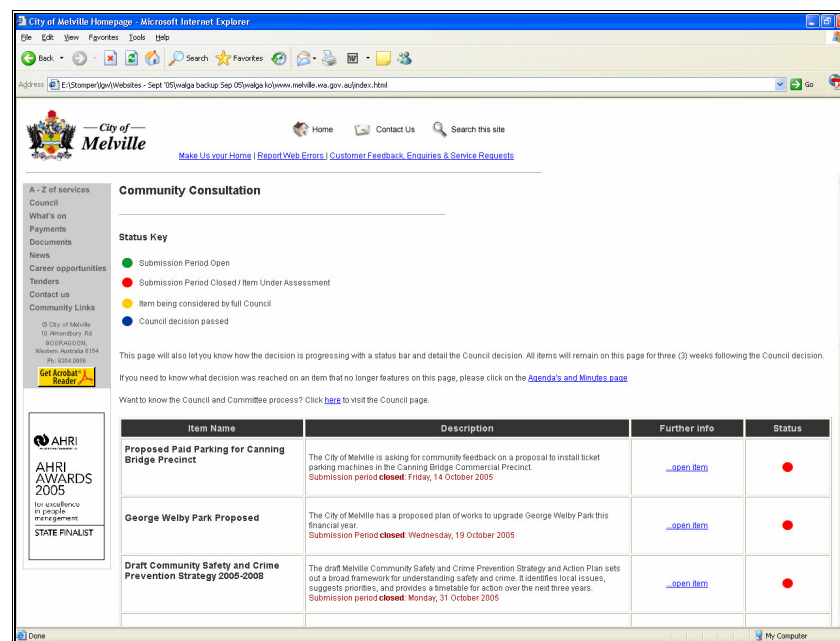 City of Melville Homepage - Microsoft Internet Explorer
File Edit View Favorites Tools Help
Back Search Favorites
Address E:\Stomper\lgw\Websites - Sept '05\walga backup Sep 05\walga ko\www.melville.wa.gov.au\index.html Go
City of
Melville
Home Contact Us Search this site
Make Us your Home | Report Web Errors | Customer Feedback, Enquiries & Service Requests
A - Z of services
Council
What's on
Payments
Documents
News
Career opportunities
Tenders
Contact us
Community Links
© City of Melville
10 Almondbury Rd
BOORAGOON,
Western Australia 6154
Ph: 9364 0666
Get Acrobat
Reader
AHRI
AHRI
AWARDS
2005
for excellence
in people
management
STATE FINALIST
Community Consultation
Status Key
Submission Period Open
Submission Period Closed / Item Under Assessment
Item being considered by full Council
Council decision passed
This page will also let you know how the decision is progressing with a status bar and detail the Council decision. All items will remain on this page for three (3) weeks following the Council decision.
If you need to know what decision was reached on an item that no longer features on this page, please click on the Agenda's and Minutes page
Want to know the Council and Committee process? Click here to visit the Council page.
Item Name Description Further info Status
Proposed Paid Parking for Canning
Bridge Precinct
The City of Melville is asking for community feedback on a proposal to install ticket
parking machines in the Canning Bridge Commercial Precinct.
Submission period closed: Friday, 14 October 2005
...open item
George Welby Park Proposed
The City of Melville has a proposed plan of works to upgrade George Welby Park this
financial year.
Submission Period closed: Wednesday, 19 October 2005
...open item
Draft Community Safety and Crime
Prevention Strategy 2005-2008
The draft Melville Community Safety and Crime Prevention Strategy and Action Plan sets
out a broad framework for understanding safety and crime. It identifies local issues,
suggests priorities, and provides a timetable for action over the next three years.
Submission period closed: Monday, 31 October 2005
...open item
Done My Computer